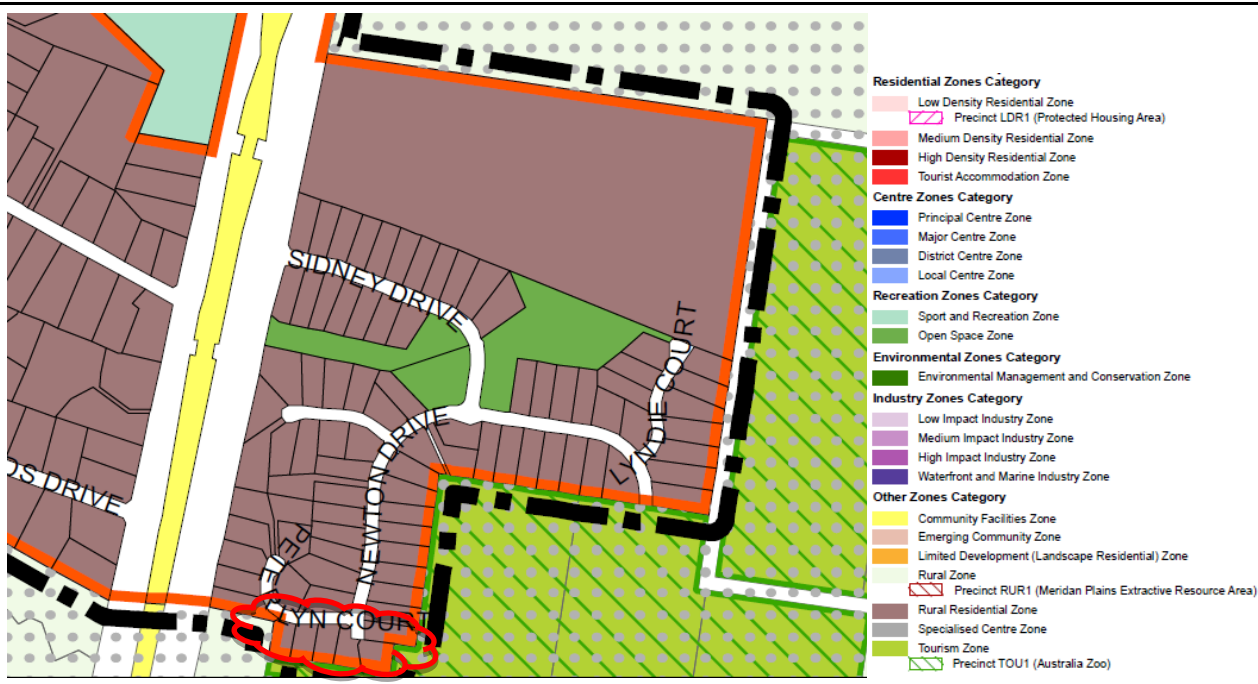 SIDNEY DRIVE
LYNDIE COURT
NEWTON DRIVE
OS DRIVE
COURT
Residential Zones Category
Low Density Residential Zone
Precinct LDR1 (Protected Housing Area)
Medium Density Residential Zone
High Density Residential Zone
Tourist Accommodation Zone
Centre Zones Category
Principal Centre Zone
Major Centre Zone
District Centre Zone
Local Centre Zone
Recreation Zones Category
Sport and Recreation Zone
Open Space Zone
Environmental Zones Category
Environmental Management and Conservation Zone
Industry Zones Category
Low Impact Industry Zone
Medium Impact Industry Zone
High Impact Industry Zone
Waterfront and Marine Industry Zone
Other Zones Category
Community Facilities Zone
Emerging Community Zone
Limited Development (Landscape Residential) Zone
Rural Zone
Precinct RUR1 (Meridan Plains Extractive Resource Area)
Rural Residential Zone
Specialised Centre Zone
Tourism Zone
Precinct TOU1 (Australia Zoo)